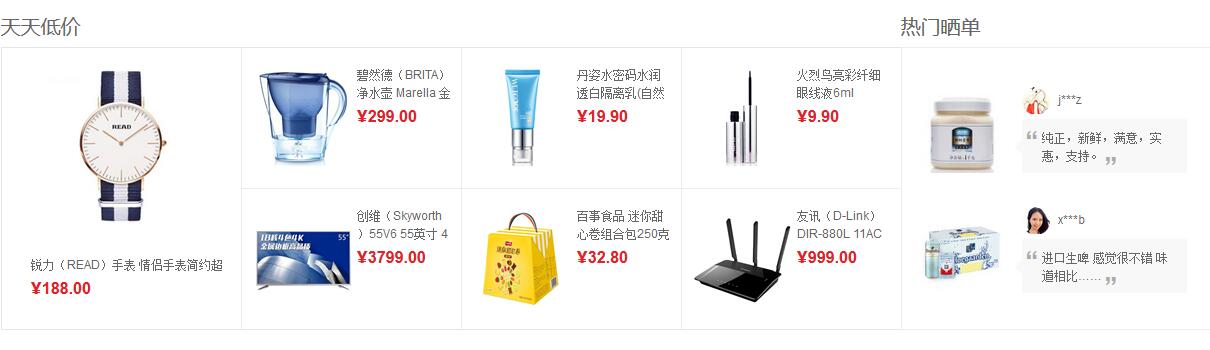 天天低价
热门晒单
READ
锐力（READ）手表 情侣手表简约超
¥188.00
碧然德（BRITA）
净水壶 Marella 金
¥299.00
丹姿水密码水润
透白隔离乳(自然
¥19.90
火烈鸟亮彩纤细
眼线液6ml
¥9.90
55"
创维（Skyworth
）55V6 55英寸 4
¥3799.00
百事食品 迷你甜
心卷组合包250克
¥32.80
友讯（D-Link）
DIR-880L 11AC
¥999.00
j***z
“ 纯正，新鲜，满意，实
惠，支持。 ”
x***b
“ 进口生啤 感觉很不错 味
道相比…… ”